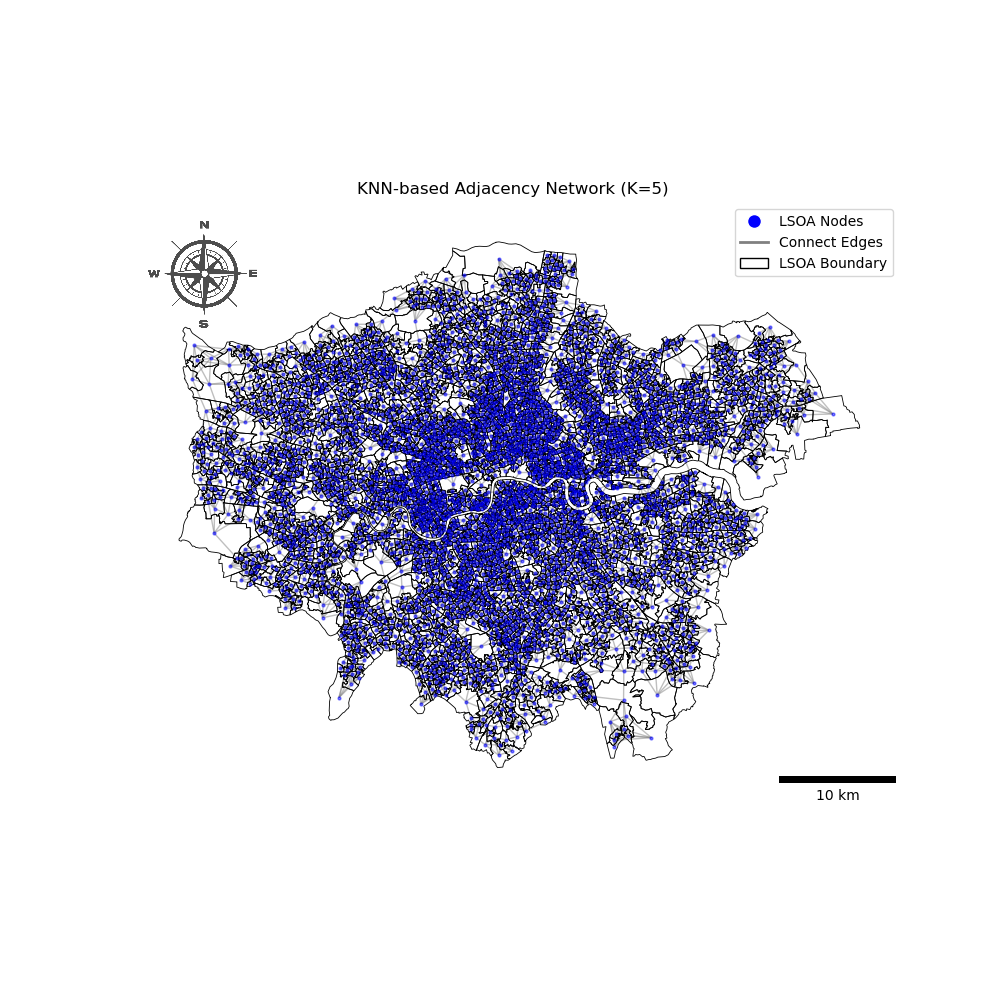 KNN-based Adjacency Network (K=5)
LSOA Nodes
Connect Edges
LSOA Boundary
N
W
E
S
10 km